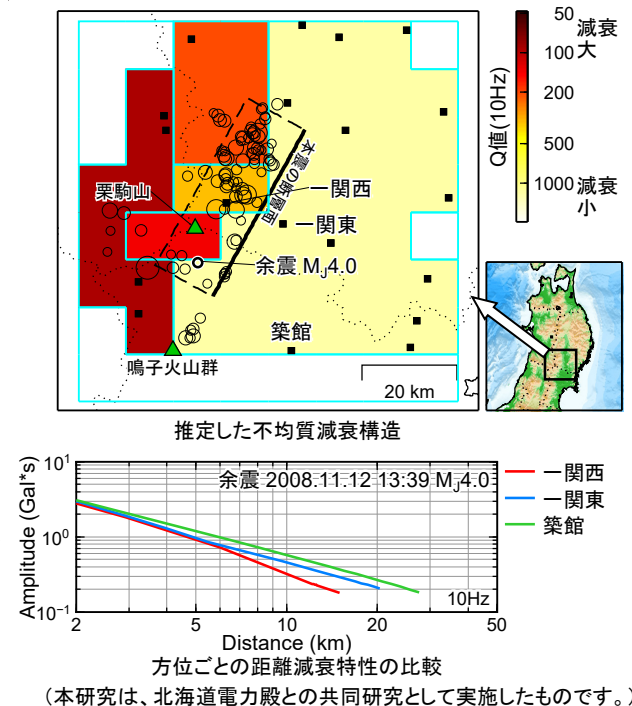 50
減衰
大
100
200
500
1000
減衰
小
Q値(10Hz)
栗駒山
本震の断層面
一関西
一関東
余震 MJ4.0
築館
鳴子火山群
20 km
推定した不均質減衰構造
余震 2008.11.12 13:39 MJ4.0
10Hz
Amplitude (Gal*s)
10¹
10⁰
10⁻¹
2 5 10 20 50
Distance (km)
一関西
一関東
築館
方位ごとの距離減衰特性の比較
(本研究は、北海道電力殿との共同研究として実施したものです。)